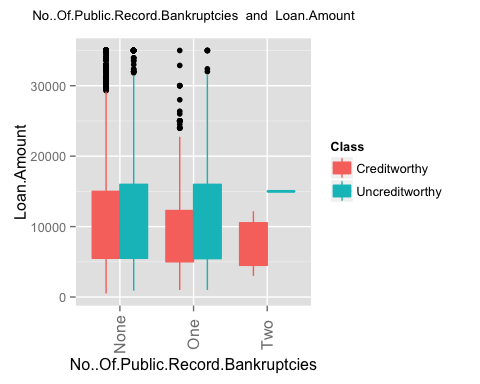 No..Of.Public.Record.Bankruptcies and Loan.Amount
30000
20000
10000
0
Loan.Amount
None
One
Two
No..Of.Public.Record.Bankruptcies
Class
Creditworthy
Uncreditworthy